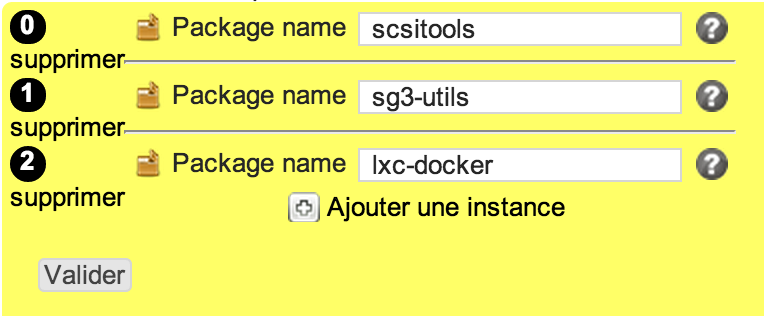 0 Package name scsitools ?
supprimer
1 Package name sg3-utils ?
supprimer
2 Package name lxc-docker ?
supprimer
Ajouter une instance
Valider